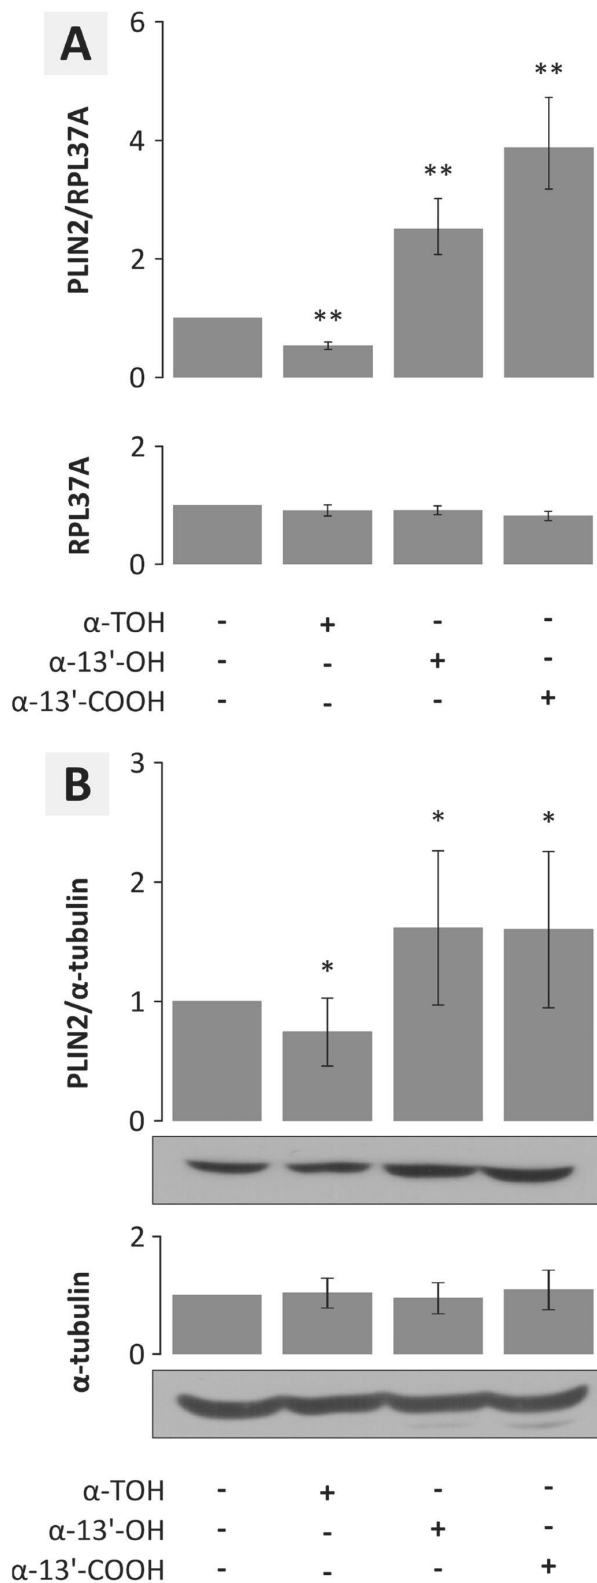 A
PLIN2/RPL37A
6
**
4
**
2
**
0
RPL37A
2
1
0
α-TOH - + - -
α-13'-OH - - + -
α-13'-COOH - - - +
B
PLIN2/α-tubulin
3
* *
2
*
1
0
α-tubulin
2
1
0
α-TOH - + - -
α-13'-OH - - + -
α-13'-COOH - - - +